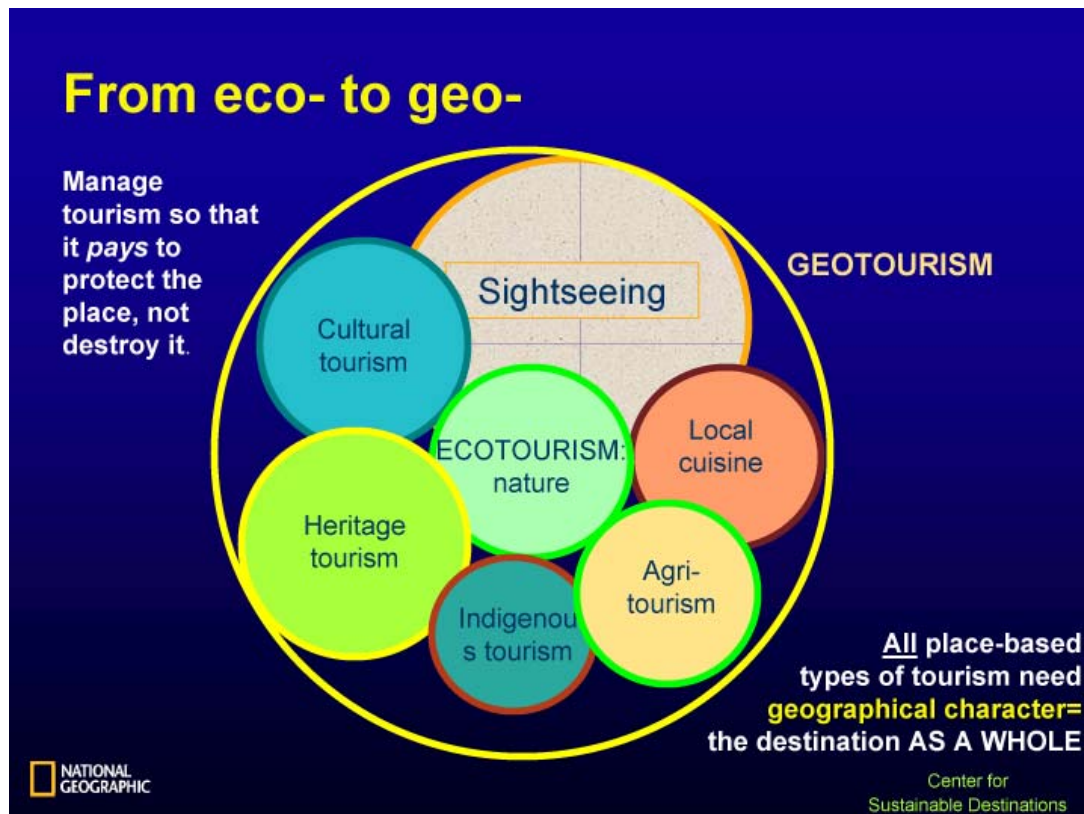 From eco- to geo-
Manage
tourism so that
it pays to
protect the
place, not
destroy it.
GEOTOURISM
Sightseeing
Cultural
tourism
ECOTOURISM:
nature
Local
cuisine
Heritage
tourism
Agri-
tourism
Indigenou
s tourism
All place-based
types of tourism need
geographical character=
the destination AS A WHOLE
NATIONAL
GEOGRAPHIC
Center for
Sustainable Destinations